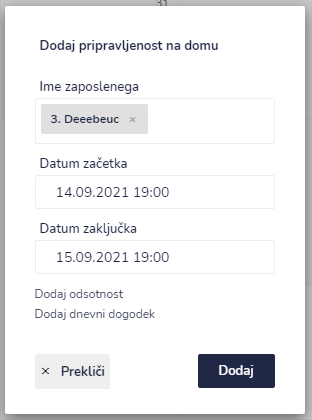 31
Dodaj pripravljenost na domu
Ime zaposlenega
3. Deeebeuc ×
Datum začetka
14.09.2021 19:00
Datum zaključka
15.09.2021 19:00
Dodaj odsotnost
Dodaj dnevni dogodek
× Prekliči
Dodaj